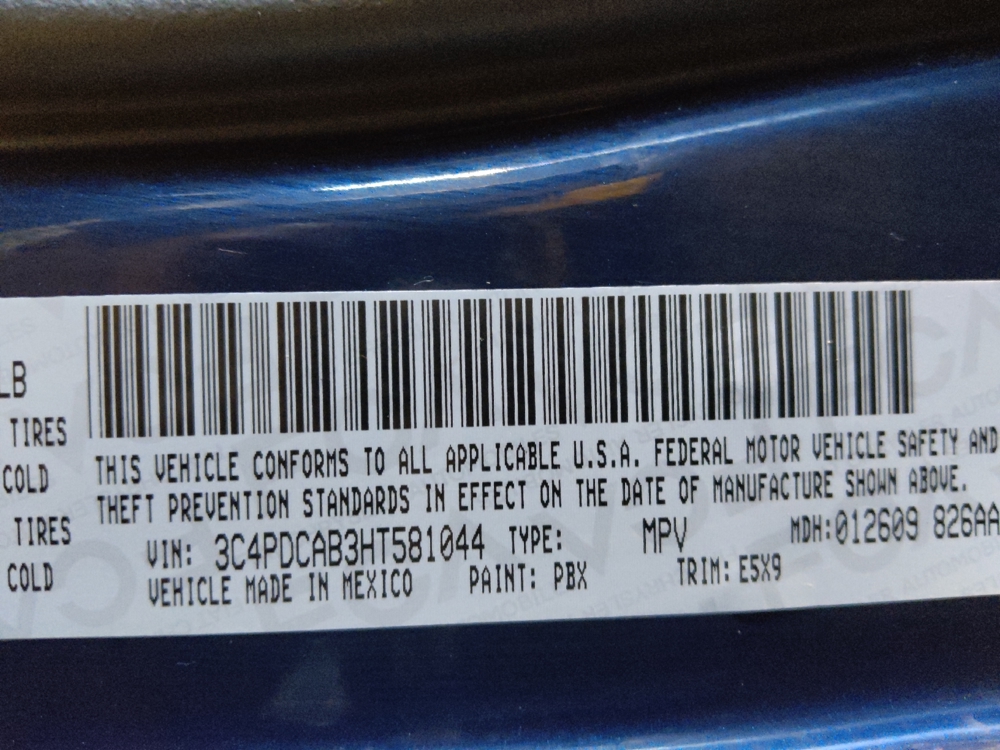 LB
TIRES
COLD
TIRES
COLD
THIS VEHICLE CONFORMS TO ALL APPLICABLE U.S.A. FEDERAL MOTOR VEHICLE SAFETY AND
THEFT PREVENTION STANDARDS IN EFFECT ON THE DATE OF MANUFACTURE SHOWN ABOVE.
VIN: 3C4PDCAB3HT581044 TYPE: MPV MDH:012609 826AA
VEHICLE MADE IN MEXICO PAINT: PBX TRIM: E5X9